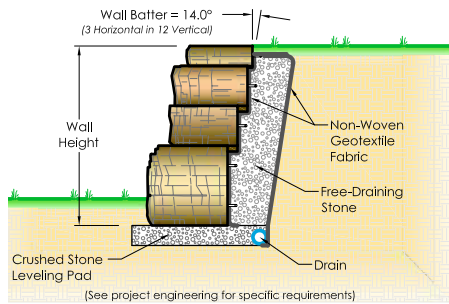 Wall Batter = 14.0°
(3 Horizontal in 12 Vertical)
Wall
Height
Non-Woven
Geotextile
Fabric
Free-Draining
Stone
Crushed Stone
Leveling Pad
Drain
(See project engineering for specific requirements)